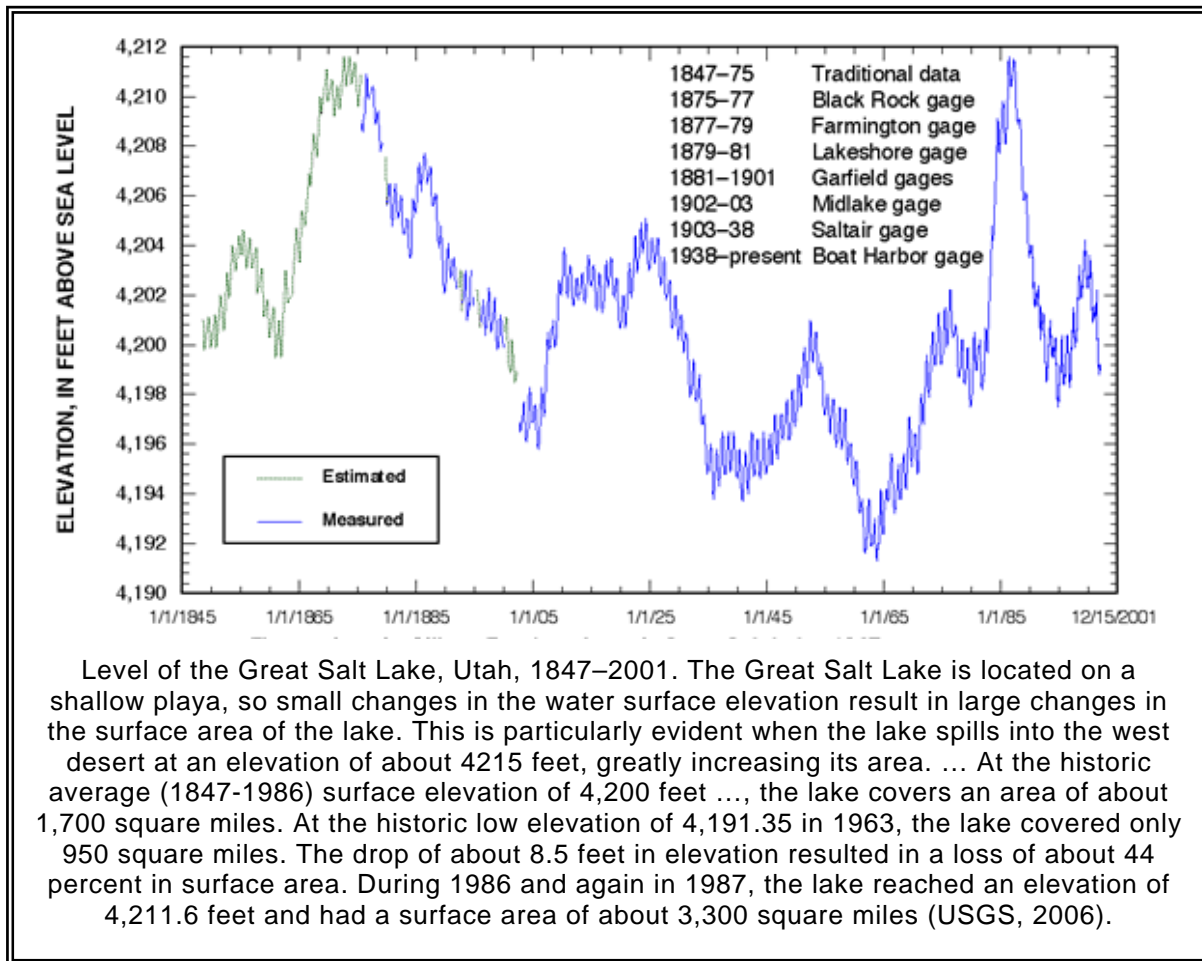 4,212
4,210
4,208
4,206
4,204
4,202
4,200
4,198
4,196
4,194
4,192
4,190
ELEVATION, IN FEET ABOVE SEA LEVEL
1847–75 Traditional data
1875–77 Black Rock gage
1877–79 Farmington gage
1879–81 Lakeshore gage
1881–1901 Garfield gages
1902–03 Midlake gage
1903–38 Saltair gage
1938–present Boat Harbor gage
Estimated
Measured
1/1/1845 1/1/1865 1/1/1885 1/1/05 1/1/25 1/1/45 1/1/65 1/1/85 12/15/2001
Level of the Great Salt Lake, Utah, 1847–2001. The Great Salt Lake is located on a
shallow playa, so small changes in the water surface elevation result in large changes in
the surface area of the lake. This is particularly evident when the lake spills into the west
desert at an elevation of about 4215 feet, greatly increasing its area. … At the historic
average (1847-1986) surface elevation of 4,200 feet …, the lake covers an area of about
1,700 square miles. At the historic low elevation of 4,191.35 in 1963, the lake covered only
950 square miles. The drop of about 8.5 feet in elevation resulted in a loss of about 44
percent in surface area. During 1986 and again in 1987, the lake reached an elevation of
4,211.6 feet and had a surface area of about 3,300 square miles (USGS, 2006).